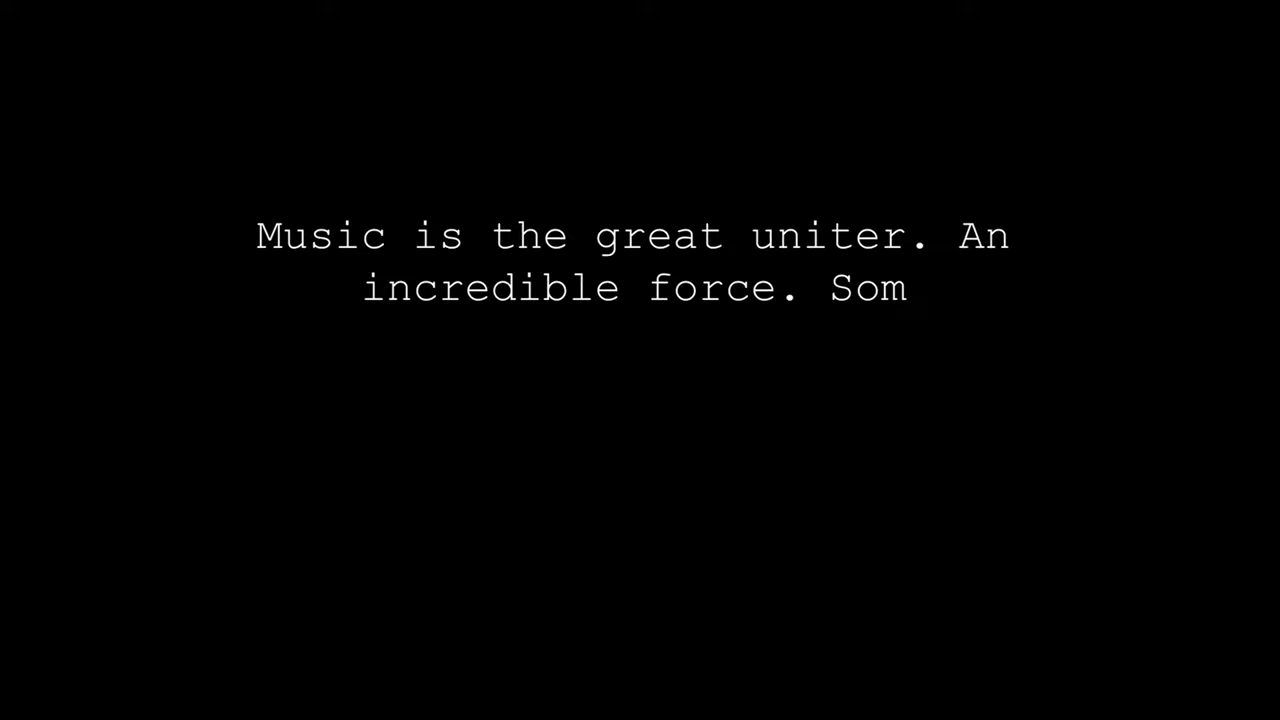 Music is the great uniter. An
incredible force. Som